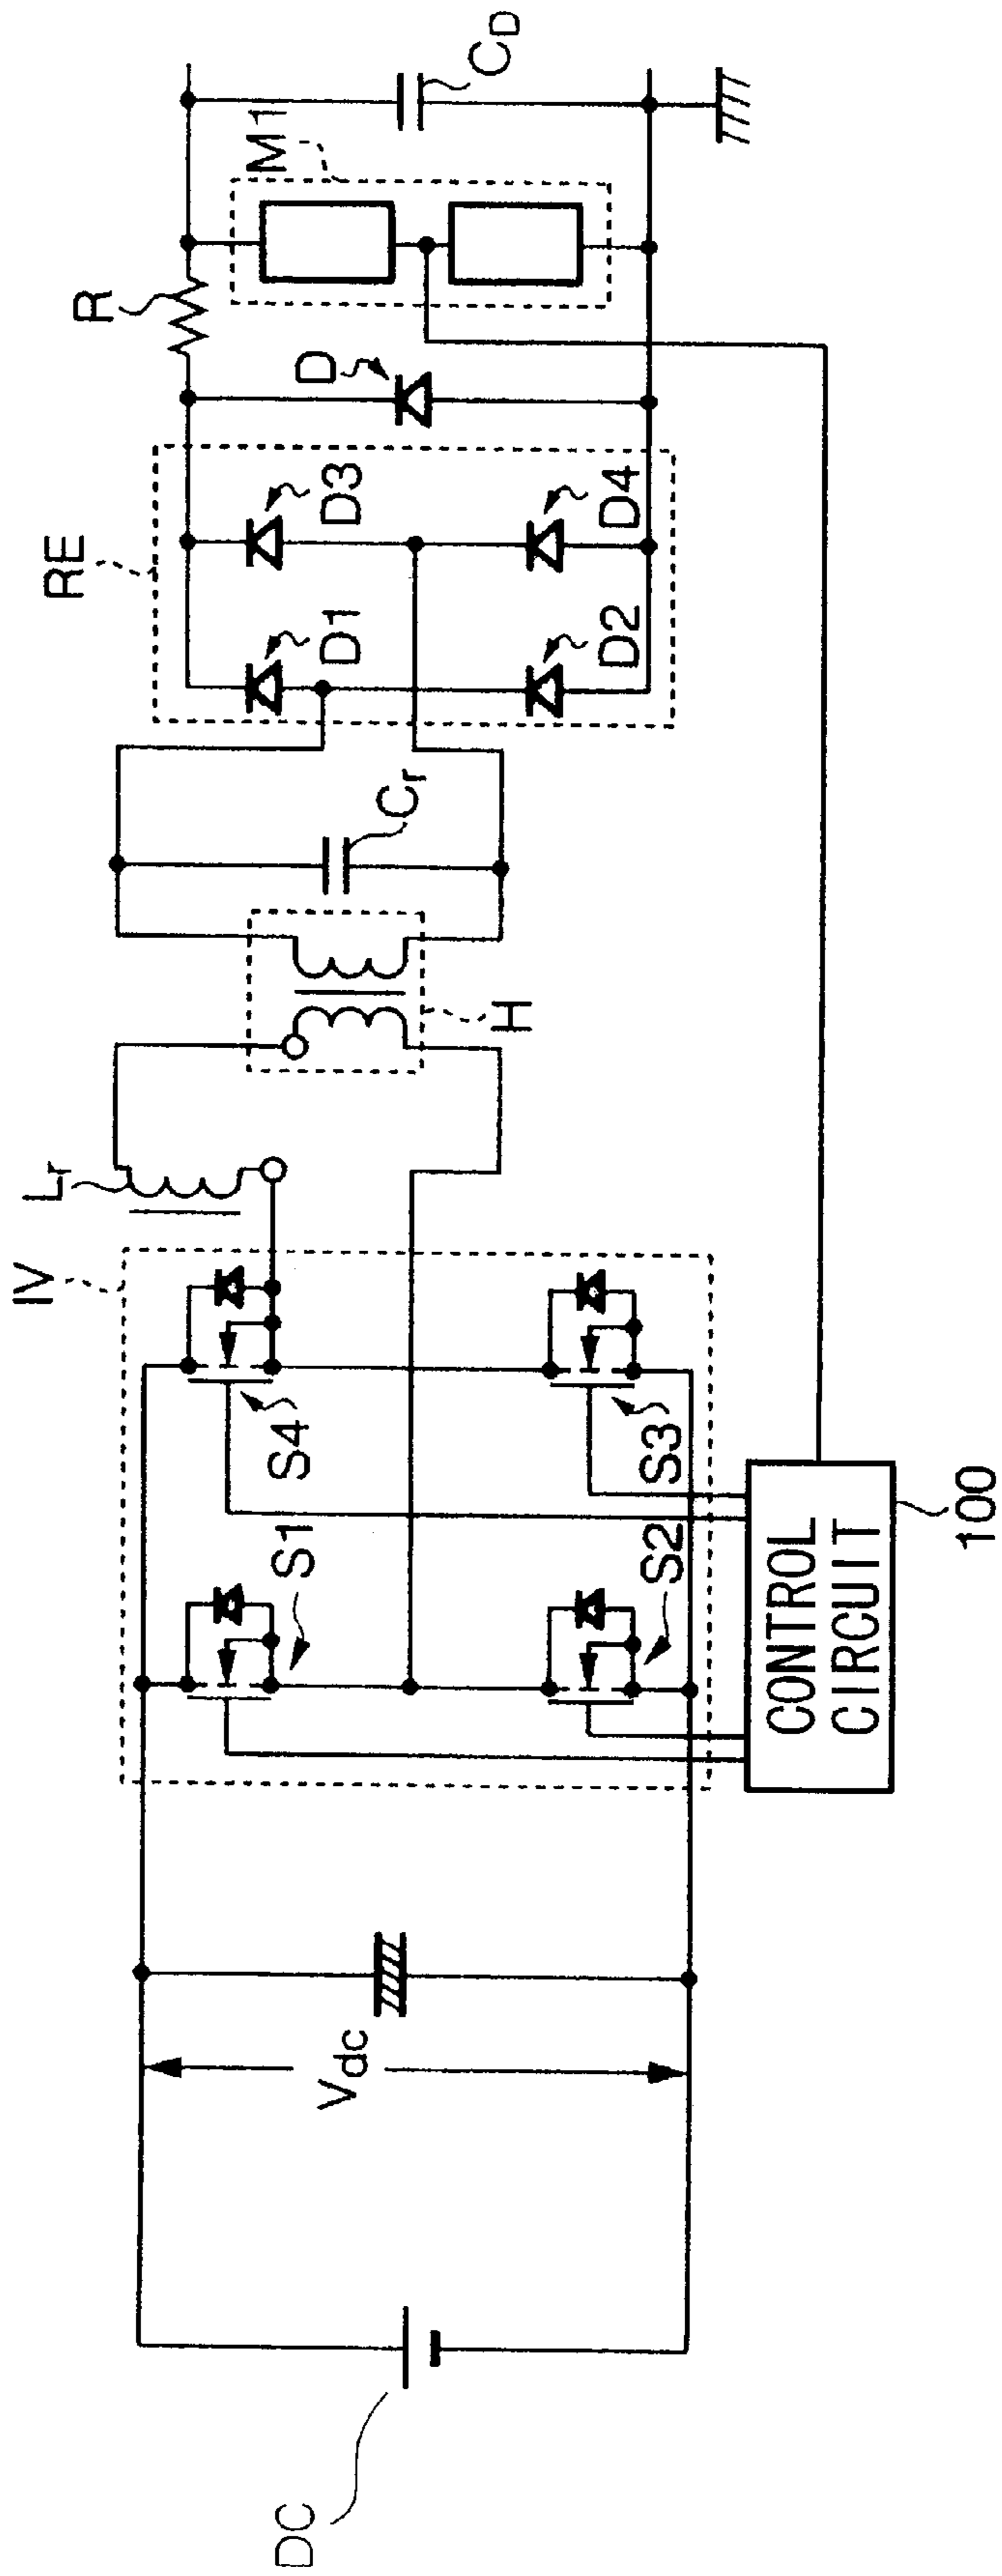 DC
Vdc
IV
S1
S2
S4
S3
CONTROL
CIRCUIT
100
Lr
H
Cr
RE
D1
D2
D3
D4
D
R
M1
CD